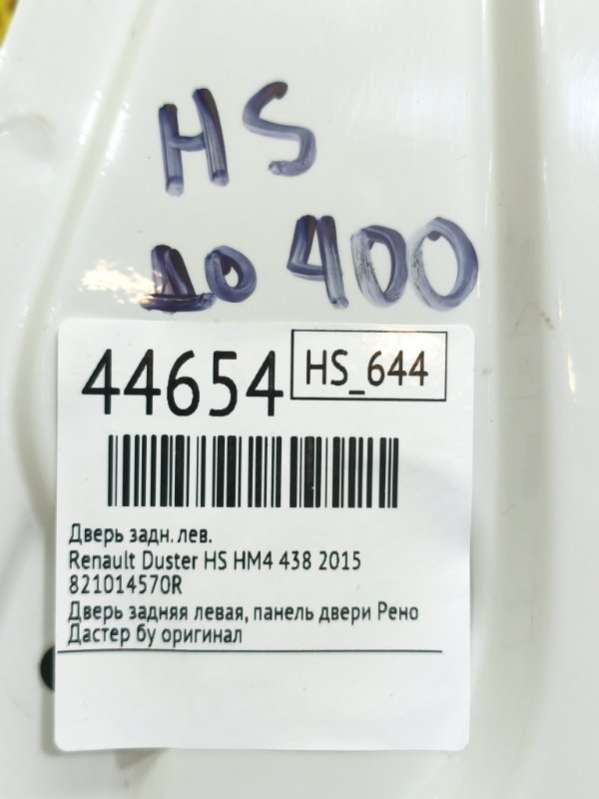 HS
до 400
44654 HS_644
Дверь задн. лев.
Renault Duster HS HM4 438 2015
821014570R
Дверь задняя левая, панель двери Рено
Дастер бу оригинал